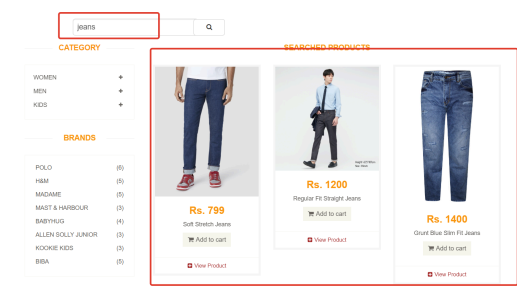 jeans
CATEGORY
WOMEN +
MEN +
KIDS +
BRANDS
POLO (6)
H&M (5)
MADAME (5)
MAST & HARBOUR (3)
BABYHUG (4)
ALLEN SOLLY JUNIOR (3)
KOOKIE KIDS (3)
BIBA (5)
SEARCHED PRODUCTS
Rs. 799
Soft Stretch Jeans
Add to cart
View Product
Rs. 1200
Regular Fit Straight Jeans
Add to cart
View Product
Rs. 1400
Grunt Blue Slim Fit Jeans
Add to cart
View Product